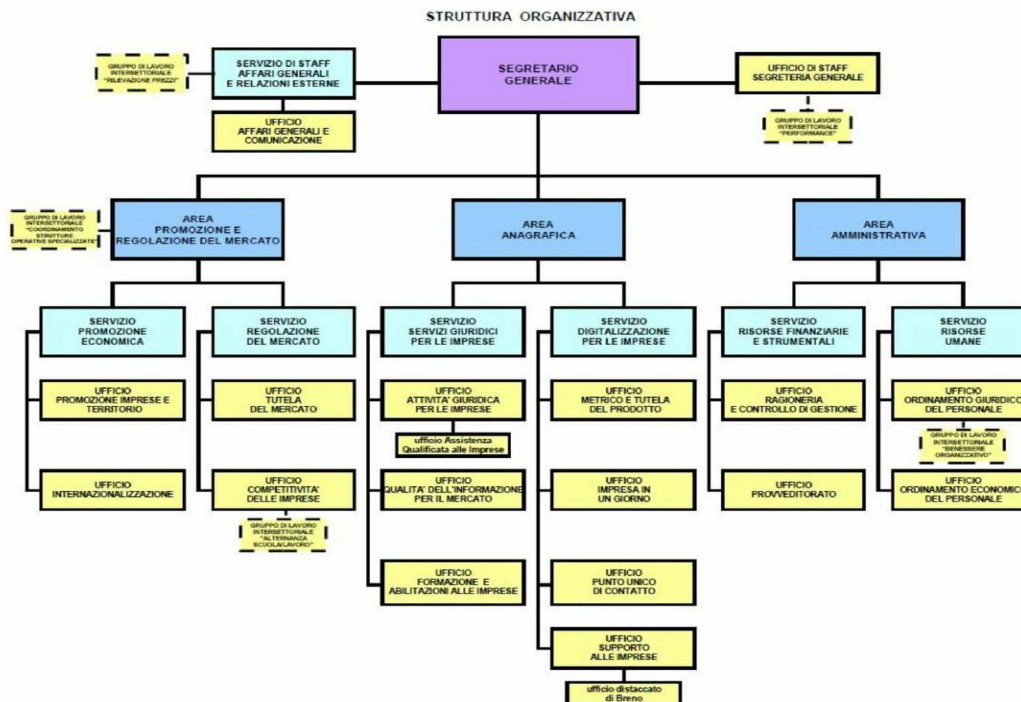 STRUTTURA ORGANIZZATIVA
GRUPPO DI LAVORO
INTERSETTORIALE
"RILEVAZIONE PREZZI"
SERVIZIO DI STAFF
AFFARI GENERALI
E RELAZIONI ESTERNE
SEGRETARIO
GENERALE
UFFICIO DI STAFF
SEGRETERIA GENERALE
UFFICIO
AFFARI GENERALI E
COMUNICAZIONE
GRUPPO DI LAVORO
INTERSETTORIALE
"PERFORMANCE"
GRUPPO DI LAVORO
INTERSETTORIALE
"COORDINAMENTO
STRUTTURE
OPERATIVE SPECIALIZZATE"
AREA
PROMOZIONE E
REGOLAZIONE DEL MERCATO
AREA
ANAGRAFICA
AREA
AMMINISTRATIVA
SERVIZIO
PROMOZIONE
ECONOMICA
SERVIZIO
REGOLAZIONE
DEL MERCATO
SERVIZIO
SERVIZI GIURIDICI
PER LE IMPRESE
SERVIZIO
DIGITALIZZAZIONE
PER LE IMPRESE
SERVIZIO
RISORSE FINANZIARIE
E STRUMENTALI
SERVIZIO
RISORSE
UMANE
UFFICIO
PROMOZIONE IMPRESE E
TERRITORIO
UFFICIO
TUTELA
DEL MERCATO
UFFICIO
ATTIVITA' GIURIDICA
PER LE IMPRESE
ufficio Assistenza
Qualificata alle Imprese
UFFICIO
METRICO E TUTELA
DEL PRODOTTO
UFFICIO
RAGIONERIA
E CONTROLLO DI GESTIONE
UFFICIO
ORDINAMENTO GIURIDICO
DEL PERSONALE
GRUPPO DI LAVORO
INTERSETTORIALE
"BENESSERE
ORGANIZZATIVO"
UFFICIO
INTERNAZIONALIZZAZIONE
UFFICIO
COMPETITIVITA'
DELLE IMPRESE
GRUPPO DI LAVORO
INTERSETTORIALE
"ALTERNANZA
SCUOLA/LAVORO"
UFFICIO
QUALITA' DELL'INFORMAZIONE
PER IL MERCATO
UFFICIO
IMPRESA IN
UN GIORNO
UFFICIO
PROVVEDITORATO
UFFICIO
ORDINAMENTO ECONOMICO
DEL PERSONALE
UFFICIO
FORMAZIONE E
ABILITAZIONI ALLE IMPRESE
UFFICIO
PUNTO UNICO
DI CONTATTO
UFFICIO
SUPPORTO
ALLE IMPRESE
ufficio distaccato
di Breno